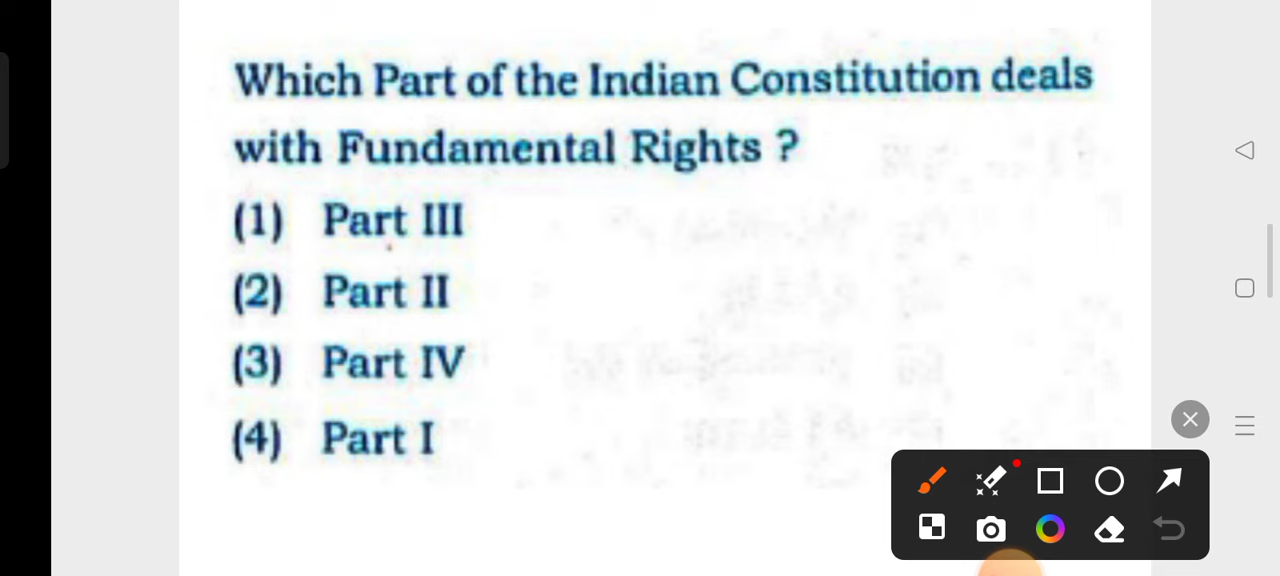 Which Part of the Indian Constitution deals
with Fundamental Rights ?
(1) Part III
(2) Part II
(3) Part IV
(4) Part I